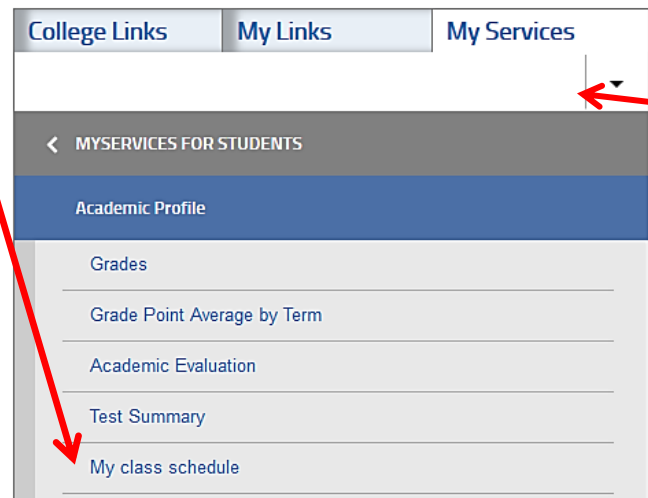 College Links My Links My Services
MYSERVICES FOR STUDENTS
Academic Profile
Grades
Grade Point Average by Term
Academic Evaluation
Test Summary
My class schedule